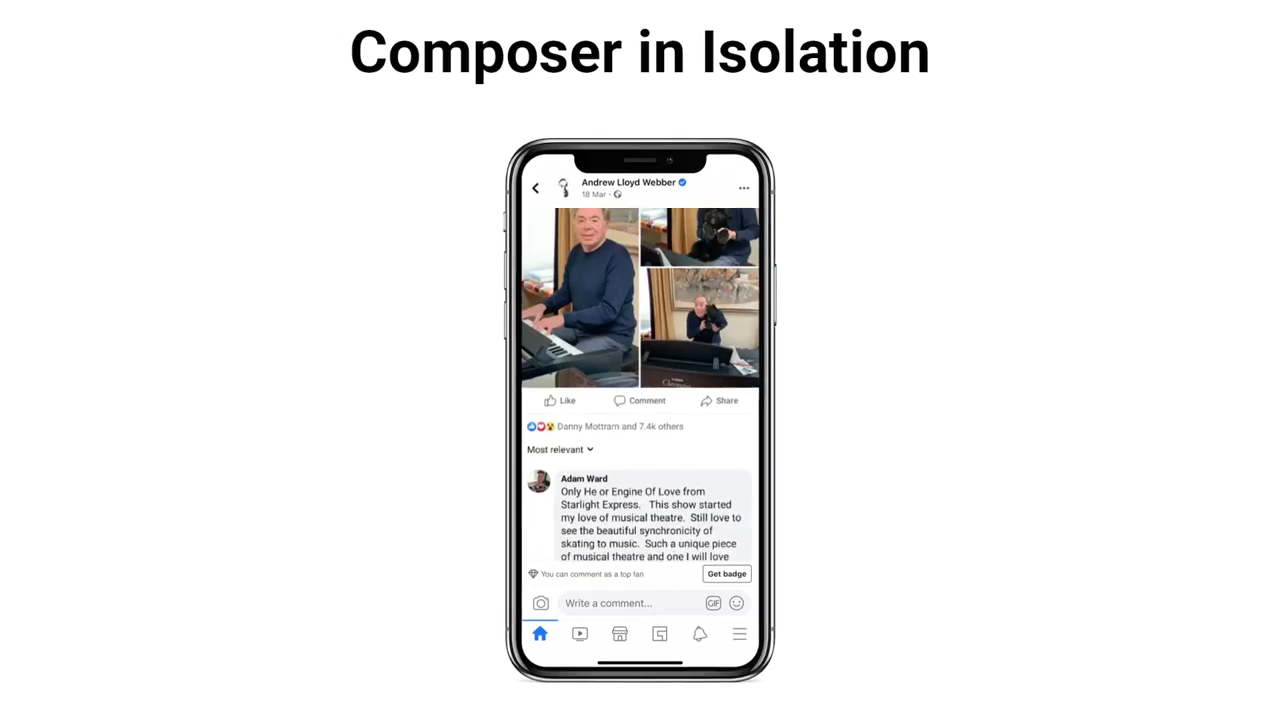 Composer in Isolation
Andrew Lloyd Webber
18 Mar ·
Like Comment Share
Danny Mottram and 7.4k others
Most relevant
Adam Ward
Only He or Engine Of Love from
Starlight Express. This show started
my love of musical theatre. Still love to
see the beautiful synchronicity of
skating to music. Such a unique piece
of musical theatre and one I will love
You can comment as a top fan
Get badge
Write a comment...
GIF